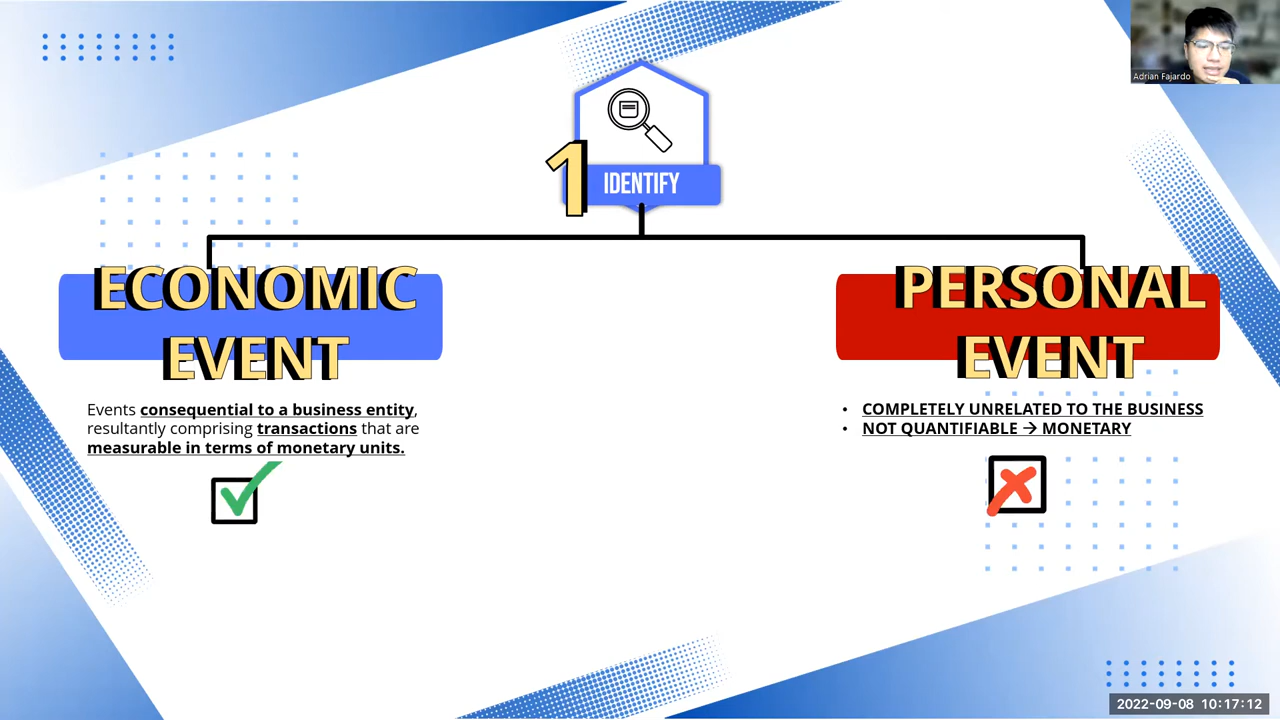 Adrian Fajardo
1
IDENTIFY
ECONOMIC
EVENT
Events consequential to a business entity,
resultantly comprising transactions that are
measurable in terms of monetary units.
PERSONAL
EVENT
• COMPLETELY UNRELATED TO THE BUSINESS
• NOT QUANTIFIABLE → MONETARY
2022-09-08 10:17:12